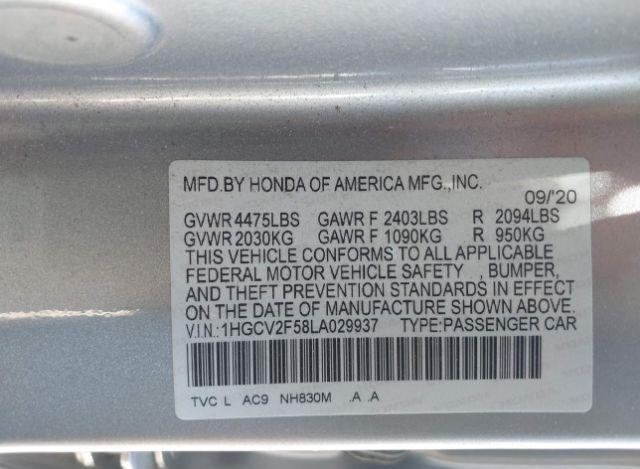 MFD.BY HONDA OF AMERICA MFG.,INC.
09/'20
GVWR 4475LBS GAWR F 2403LBS R 2094LBS
GVWR 2030KG GAWR F 1090KG R 950KG
THIS VEHICLE CONFORMS TO ALL APPLICABLE
FEDERAL MOTOR VEHICLE SAFETY , BUMPER,
AND THEFT PREVENTION STANDARDS IN EFFECT
ON THE DATE OF MANUFACTURE SHOWN ABOVE.
V.I.N.:1HGCV2F58LA029937 TYPE:PASSENGER CAR
TVC L AC9 NH830M .A .A